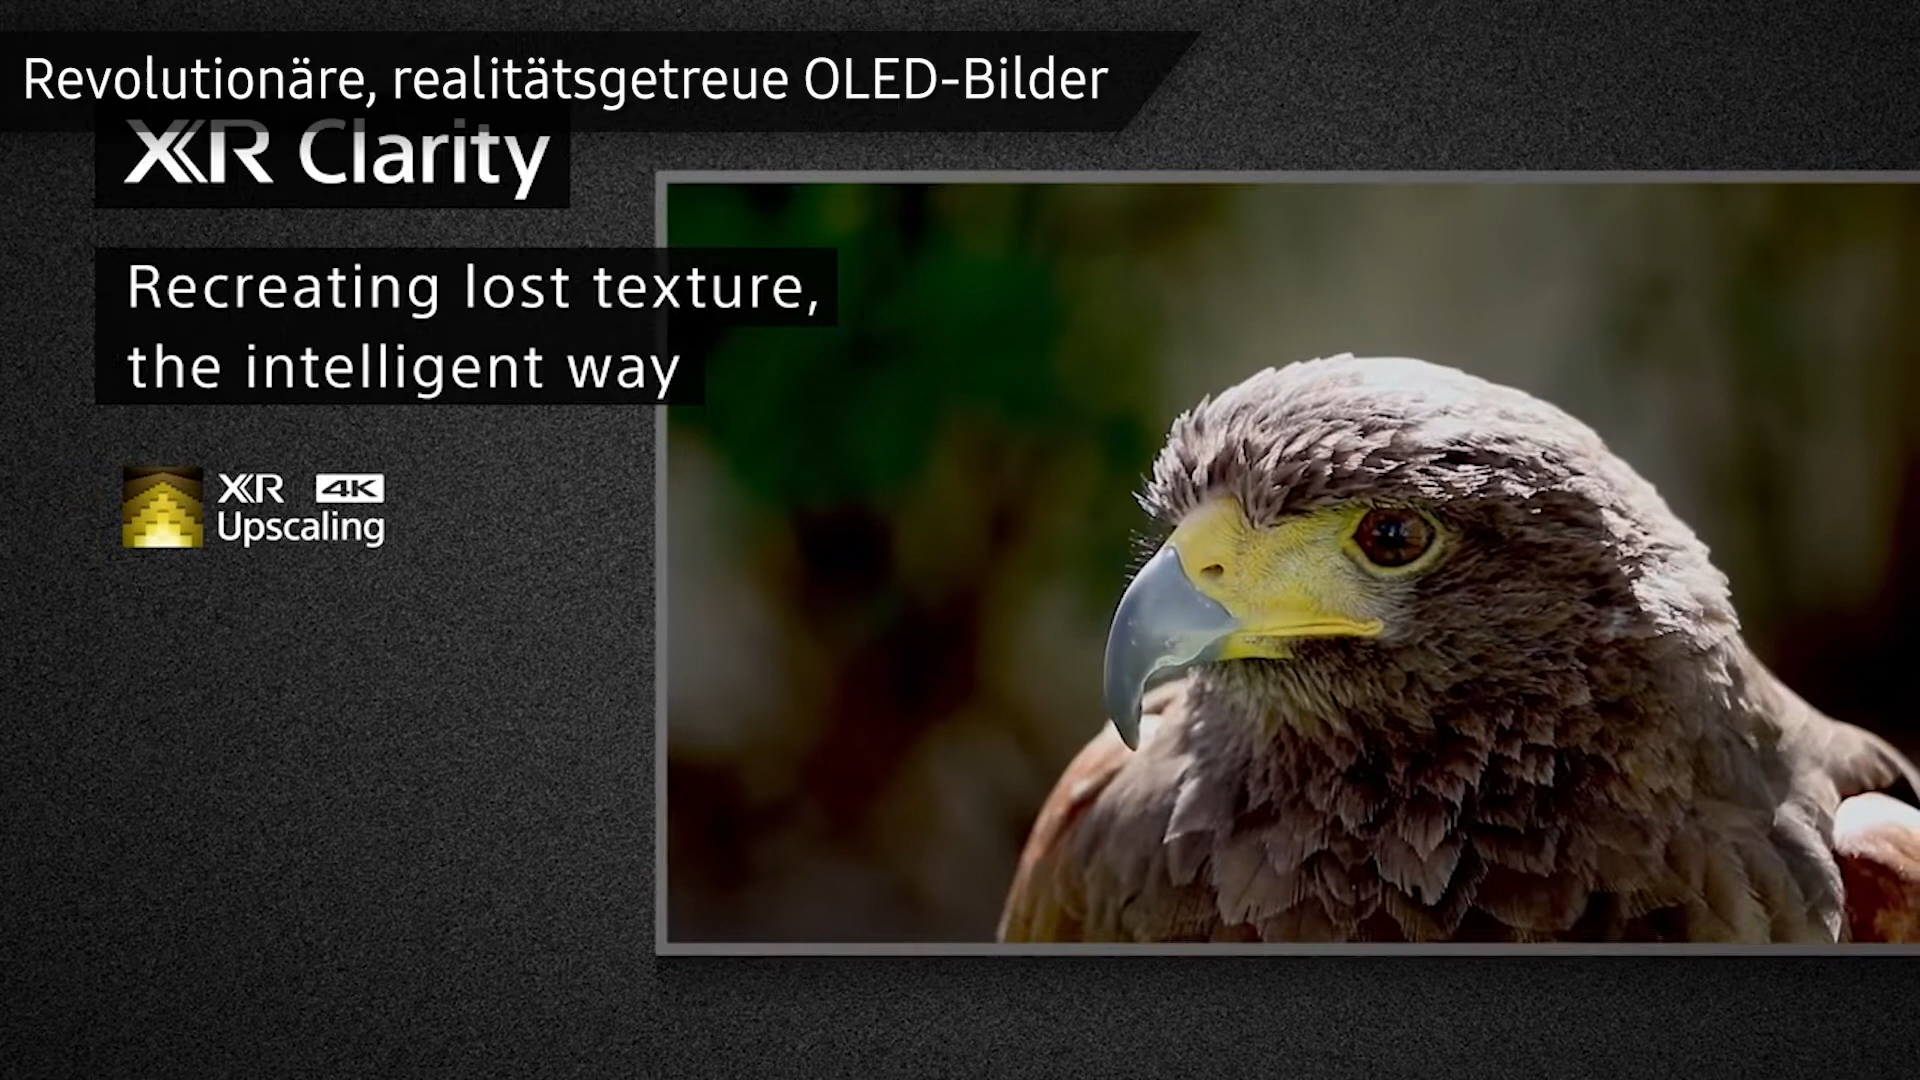 Revolutionäre, realitätsgetreue OLED-Bilder
XR Clarity
Recreating lost texture,
the intelligent way
XR 4K
Upscaling